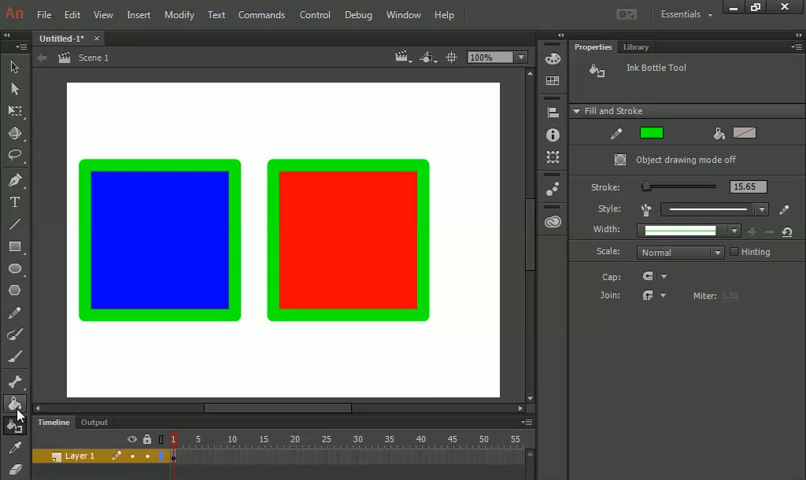 An File Edit View Insert Modify Text Commands Control Debug Window Help Essentials
Untitled-1* ×
Scene 1 100%
Properties Library
Ink Bottle Tool
Fill and Stroke
Object drawing mode off
Stroke: 15.65
Style:
Width:
Scale: Normal Hinting
Cap:
Join: Miter: 3.00
T
Timeline Output
1 5 10 15 20 25 30 35 40 45 50 55
Layer 1